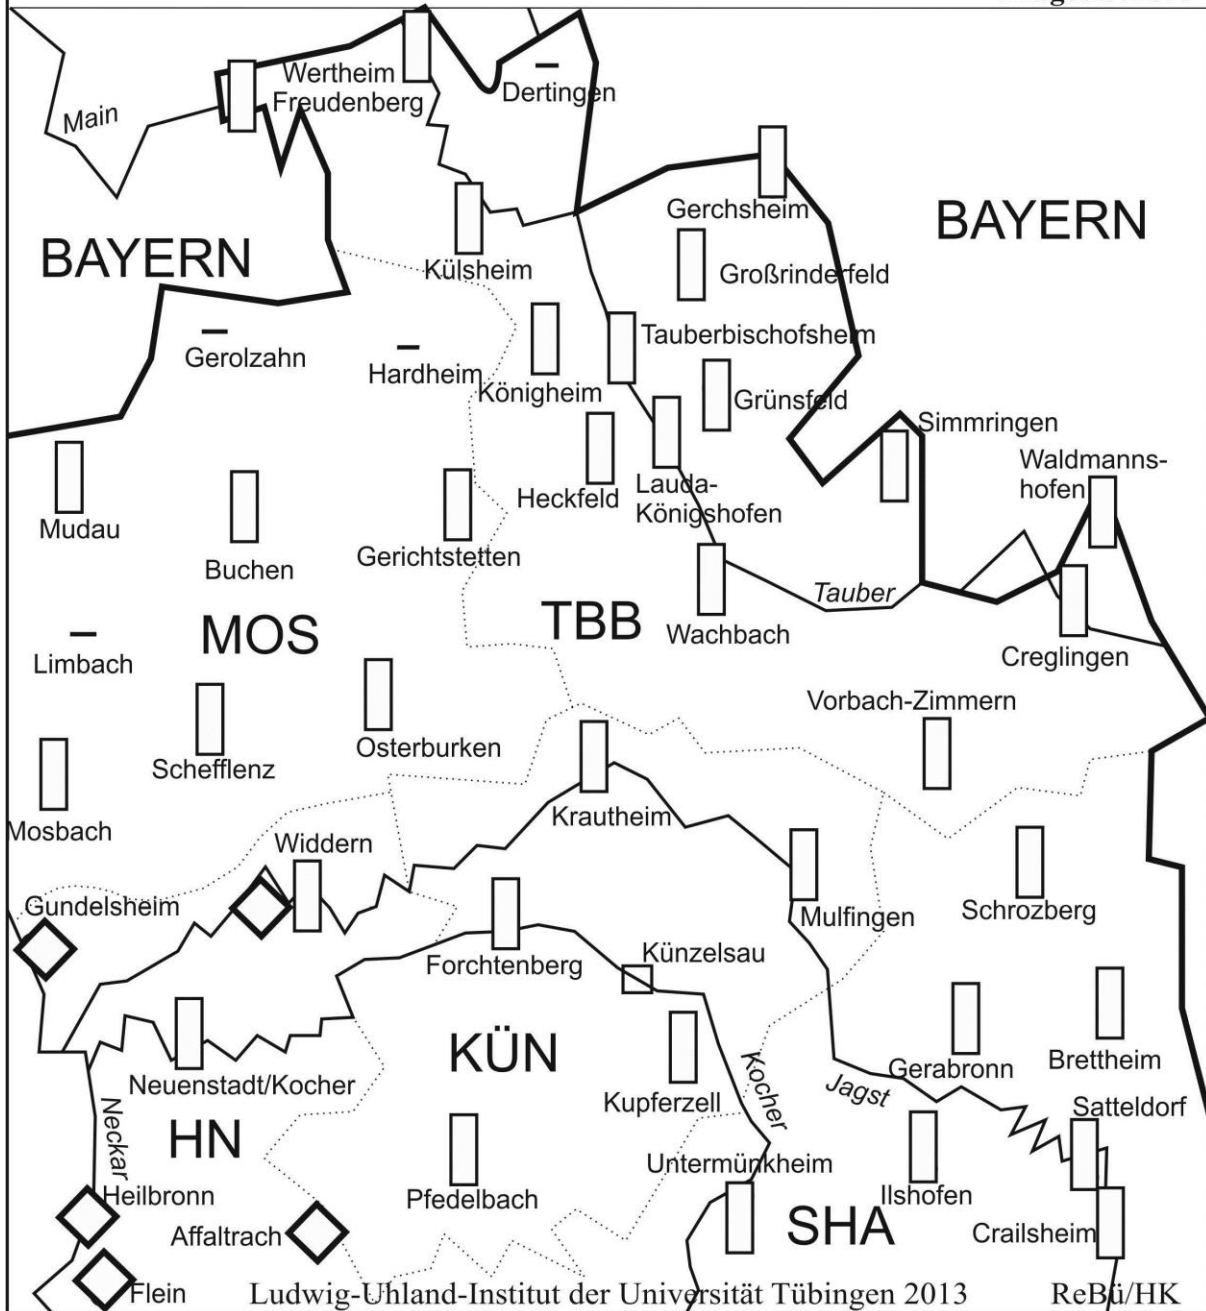 Wertheim
Freudenberg
Dertingen
Main
Gerchsheim
BAYERN
BAYERN
Külsheim
Großrinderfeld
Gerolzahn
Hardheim
Tauberbischofsheim
Königheim
Grünsfeld
Simmringen
Waldmanns-
hofen
Mudau
Heckfeld
Lauda-
Königshofen
Buchen
Gerichtstetten
MOS
TBB
Tauber
Wachbach
Limbach
Creglingen
Vorbach-Zimmern
Osterburken
Schefflenz
Krautheim
Mosbach
Widdern
Gundelsheim
Mulfingen
Schrozberg
Forchtenberg
Künzelsau
KÜN
Gerabronn
Brettheim
Neuenstadt/Kocher
Kupferzell
Kocher
Jagst
Satteldorf
Neckar
HN
Untermünkheim
Heilbronn
Pfedelbach
Ilshofen
Affaltrach
SHA
Crailsheim
Flein
Ludwig-Uhland-Institut der Universität Tübingen 2013
ReBü/HK